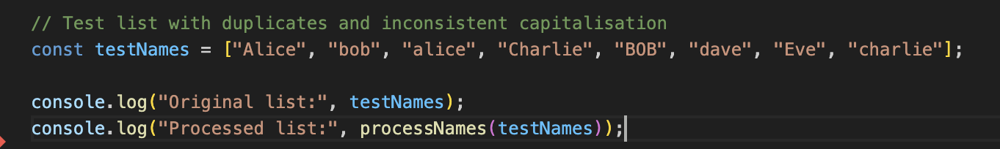 // Test list with duplicates and inconsistent capitalisation
const testNames = ["Alice", "bob", "alice", "Charlie", "BOB", "dave", "Eve", "charlie"];
console.log("Original list:", testNames);
console.log("Processed list:", processNames(testNames));